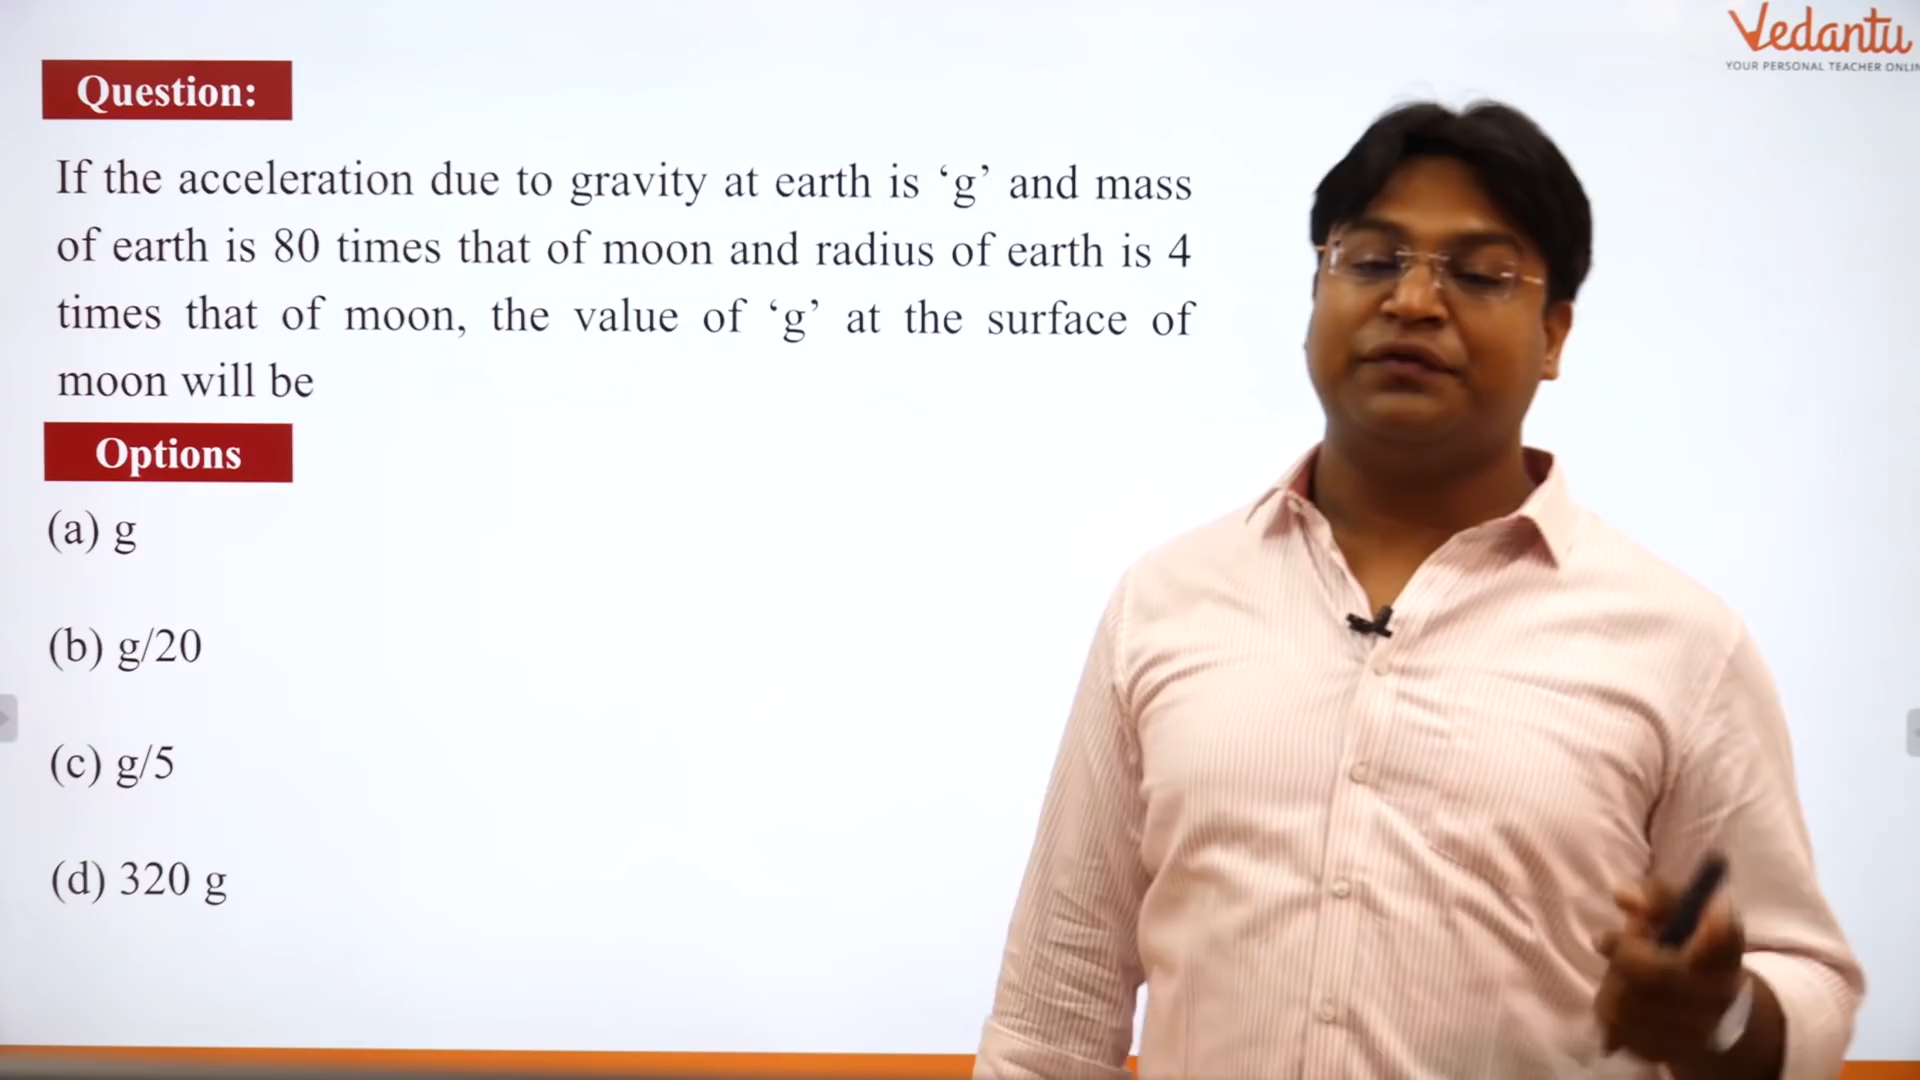 Vedantu
YOUR PERSONAL TEACHER ONLIN
Question:
If the acceleration due to gravity at earth is ‘g’ and mass
of earth is 80 times that of moon and radius of earth is 4
times that of moon, the value of ‘g’ at the surface of
moon will be
Options
(a) g
(b) g/20
(c) g/5
(d) 320 g